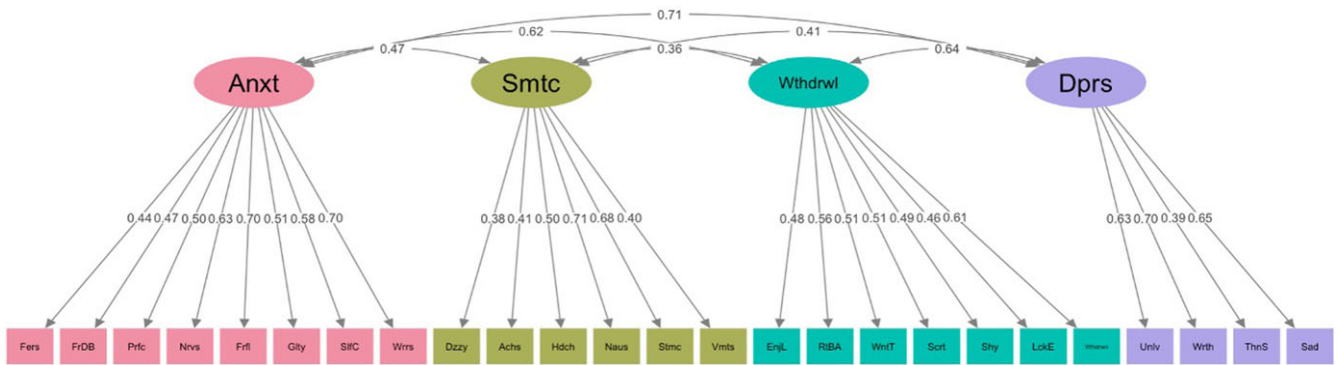 0.71
0.62 0.41
0.47 0.36 0.64
Anxt Smtc Wthdrwl Dprs
0.44 0.47 0.50 0.63 0.70 0.51 0.58 0.70 0.38 0.41 0.50 0.71 0.68 0.40 0.48 0.56 0.51 0.51 0.49 0.46 0.61 0.63 0.70 0.39 0.65
Fers FrDB Prfc Nrvs Frfl Glty SlfC Wrrs Dzzy Achs Hdch Naus Stmc Vmts EnjL RtBA WntT Scrt Shy LckE Unlv Wrth ThnS Sad